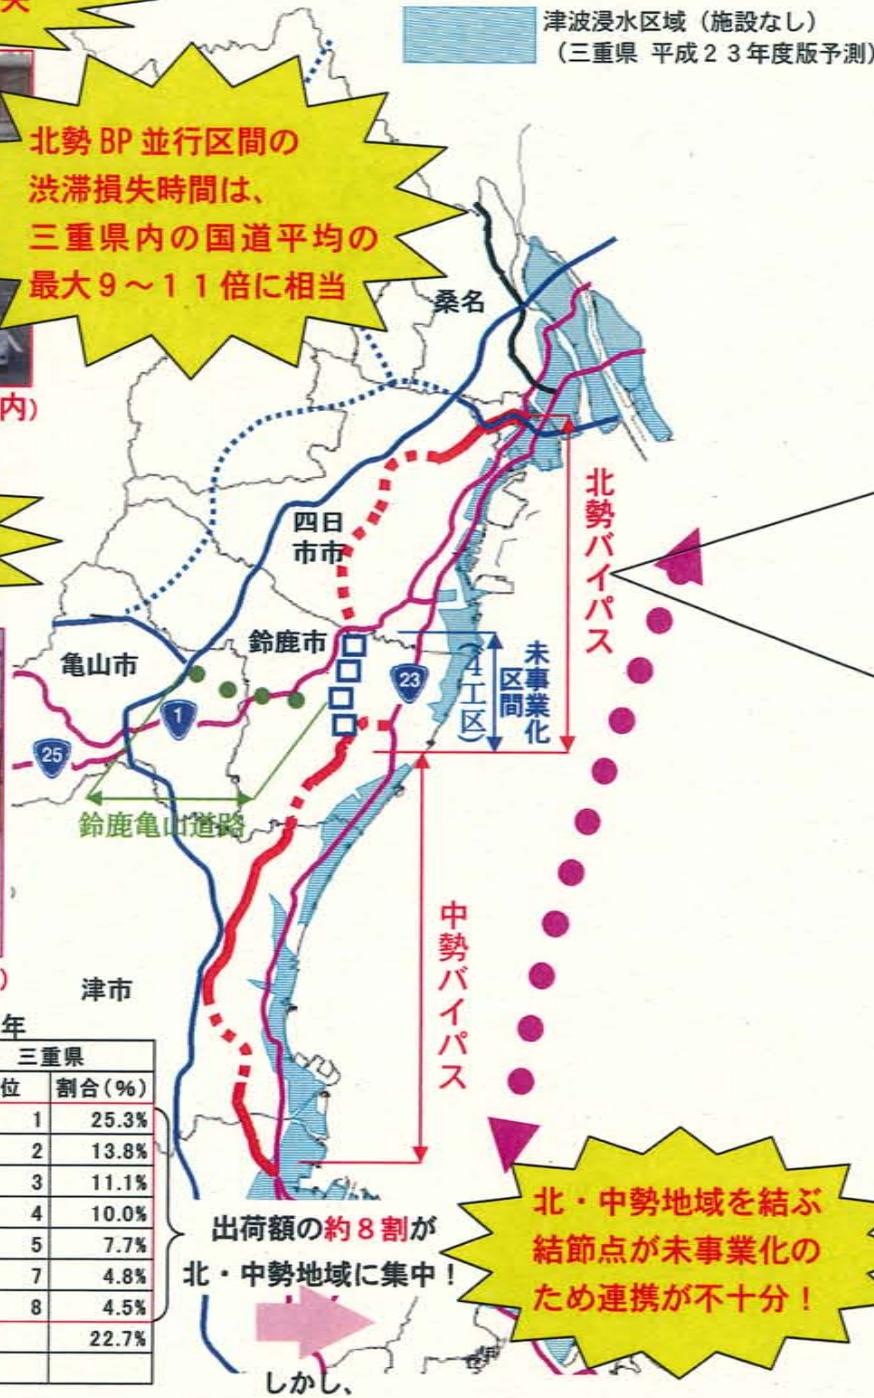 失
津波浸水区域（施設なし）
（三重県 平成２３年度版予測）
北勢 BP 並行区間の
渋滞損失時間は、
三重県内の国道平均の
最大９～１１倍に相当
内）
桑名
四日
市市
北勢バイパス
鈴鹿市
亀山市
未事業化
区間
（4工区）
23
1
25
鈴鹿亀山道路
中勢バイパス
津市
年
三重県
位 割合（％）
1 25.3%
2 13.8%
3 11.1%
4 10.0%
5 7.7%
7 4.8%
8 4.5%
22.7%
出荷額の約８割が
北・中勢地域に集中！
しかし、
北・中勢地域を結ぶ
結節点が未事業化の
ため連携が不十分！